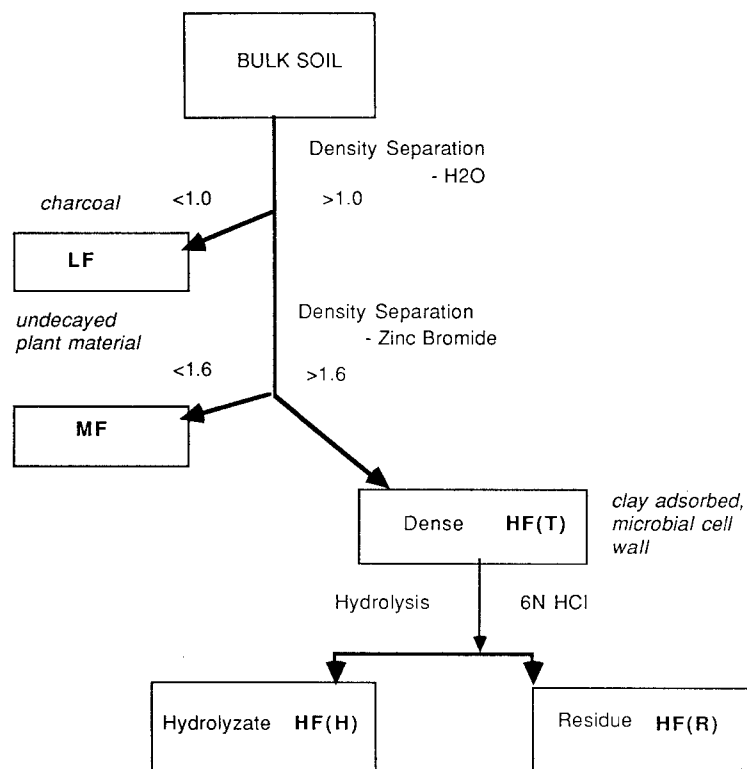 BULK SOIL
Density Separation
- H2O
charcoal <1.0 >1.0
LF
undecayed
plant material
Density Separation
- Zinc Bromide
<1.6 >1.6
MF
Dense HF(T)
clay adsorbed,
microbial cell
wall
Hydrolysis 6N HCl
Hydrolyzate HF(H)
Residue HF(R)